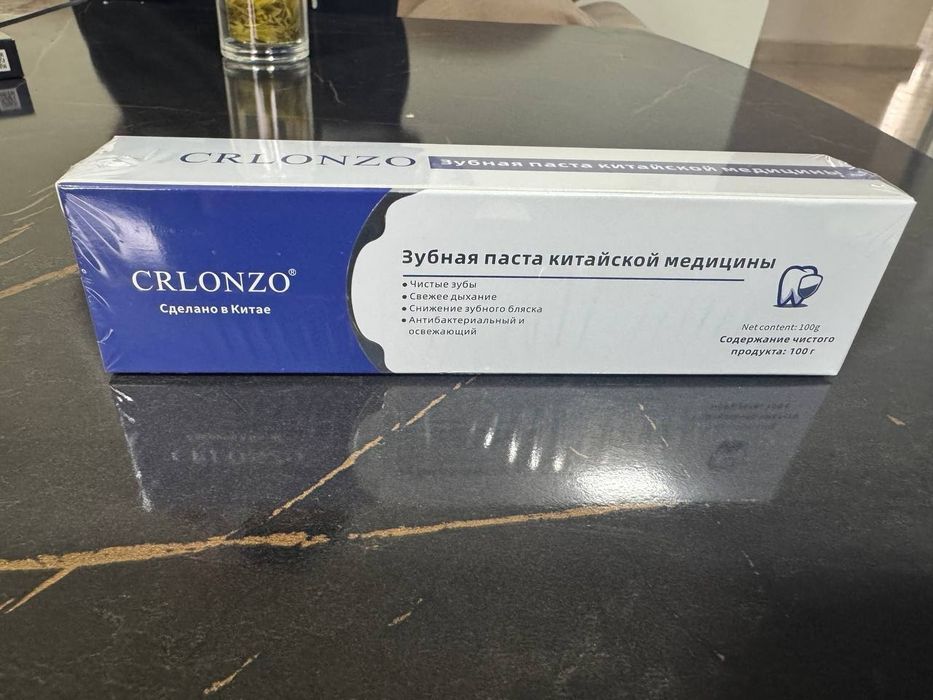 CRLONZO Зубная паста китайской медицины
CRLONZO®
Сделано в Китае
Зубная паста китайской медицины
• Чистые зубы
• Свежее дыхание
• Снижение зубного бляска
• Антибактериальный и
освежающий
Net content: 100g
Содержание чистого
продукта: 100 г